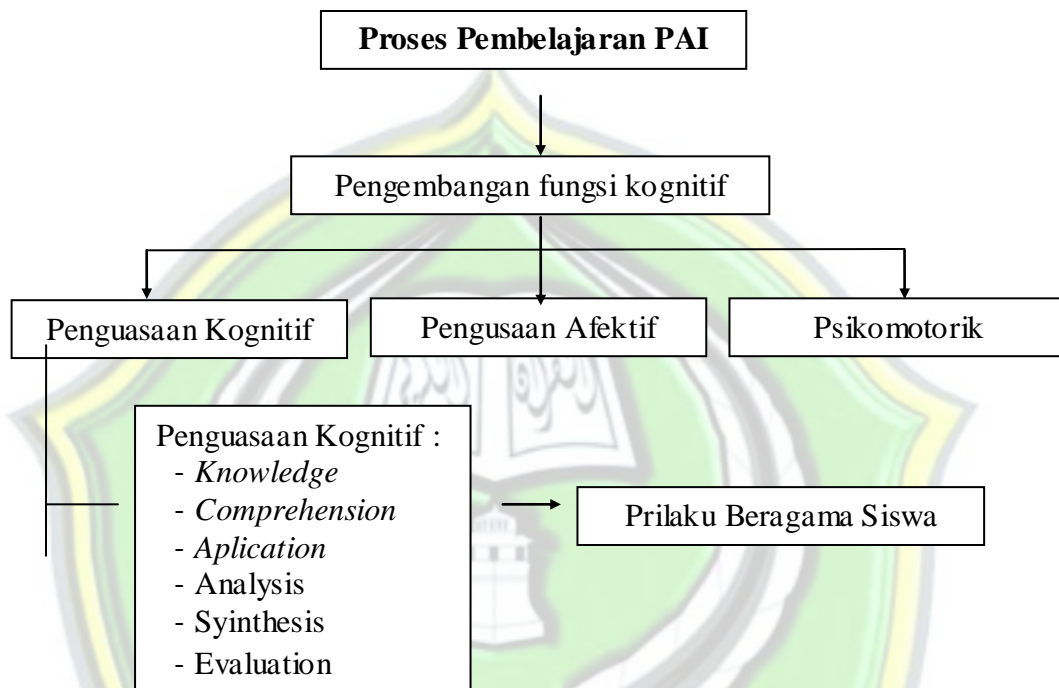 Proses Pembelajaran PAI
Pengembangan fungsi kognitif
Penguasaan Kognitif
Pengusaan Afektif
Psikomotorik
Penguasaan Kognitif :
- Knowledge
- Comprehension
- Aplication
- Analysis
- Syinthesis
- Evaluation
Prilaku Beragama Siswa